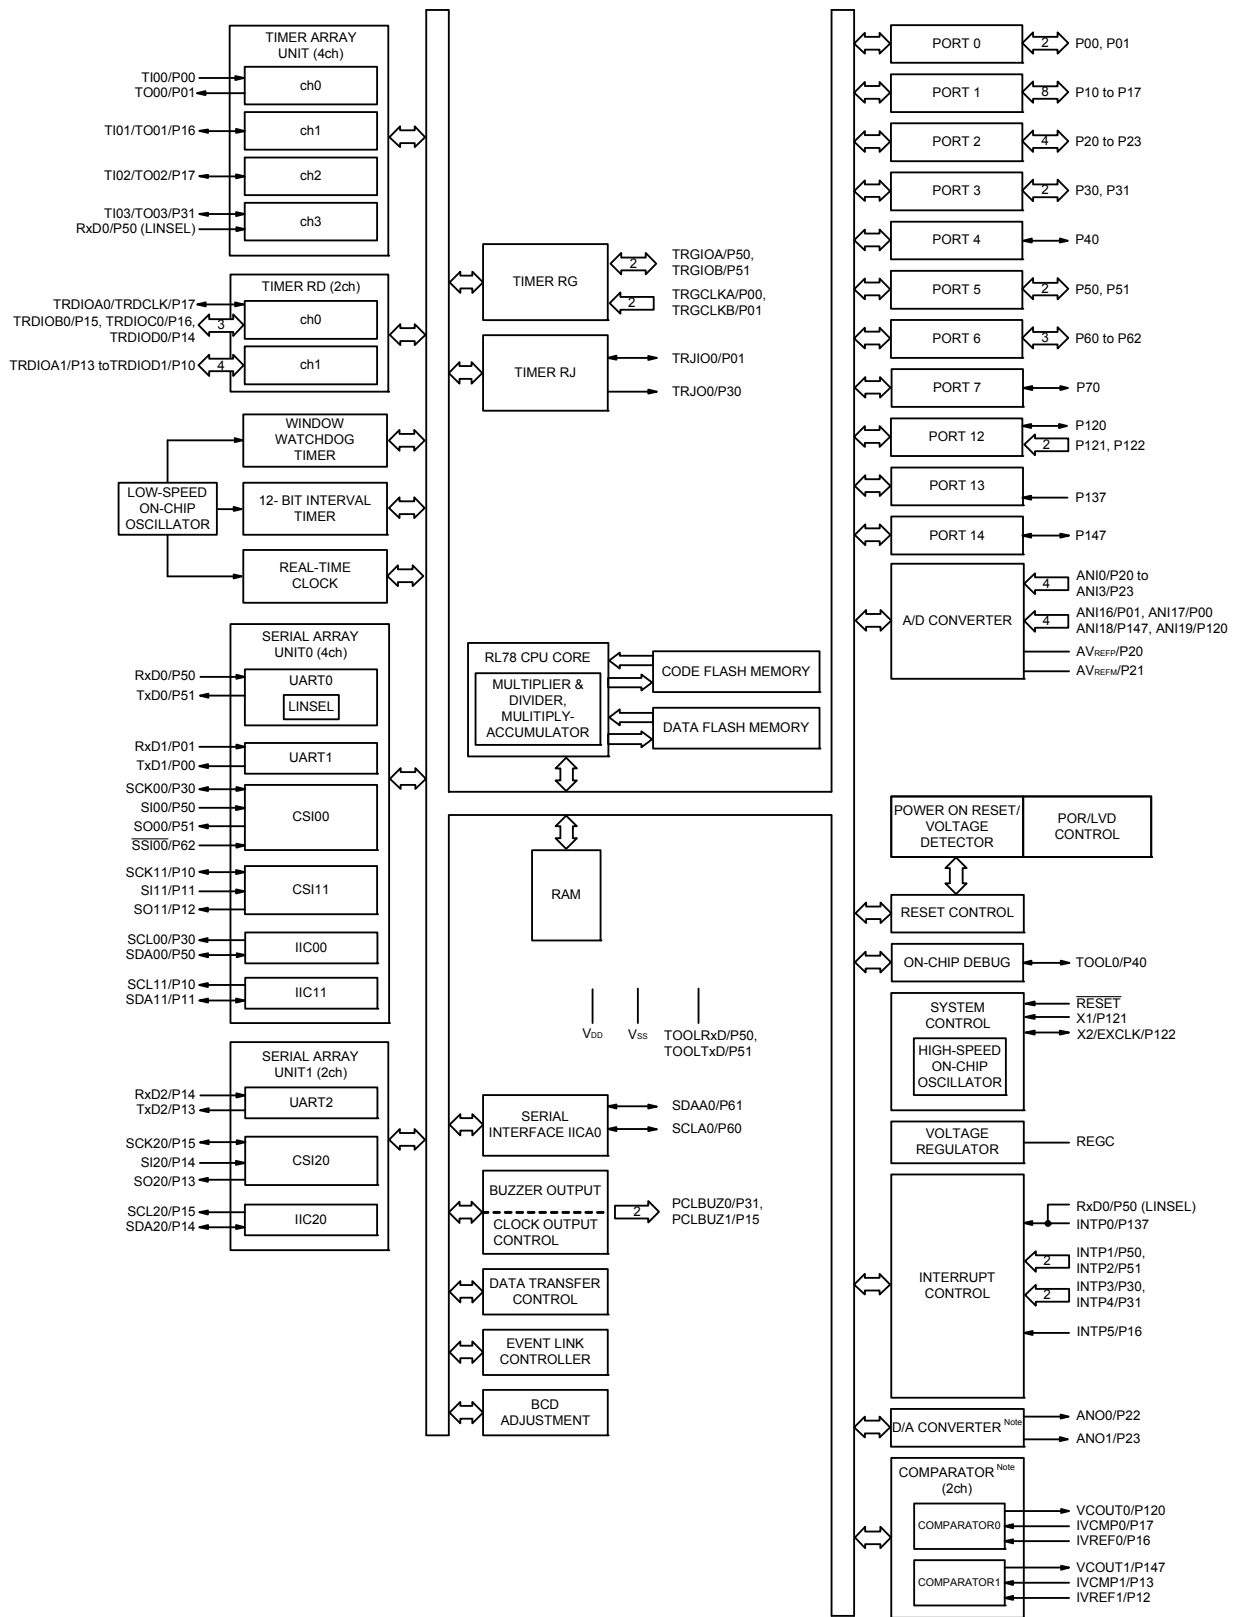 TIMER ARRAY
UNIT (4ch)
TI00/P00
TO00/P01
ch0
TI01/TO01/P16
ch1
TI02/TO02/P17
ch2
TI03/TO03/P31
RxD0/P50 (LINSEL)
ch3
TIMER RD (2ch)
TRDIOA0/TRDCLK/P17
TRDIOB0/P15, TRDIOC0/P16,
TRDIOD0/P14
3
ch0
TRDIOA1/P13 toTRDIOD1/P10
4
ch1
WINDOW
WATCHDOG
TIMER
LOW-SPEED
ON-CHIP
OSCILLATOR
12- BIT INTERVAL
TIMER
REAL-TIME
CLOCK
SERIAL ARRAY
UNIT0 (4ch)
RxD0/P50
TxD0/P51
UART0
LINSEL
RxD1/P01
TxD1/P00
UART1
SCK00/P30
SI00/P50
SO00/P51
SSI00/P62
CSI00
SCK11/P10
SI11/P11
SO11/P12
CSI11
SCL00/P30
SDA00/P50
IIC00
SCL11/P10
SDA11/P11
IIC11
SERIAL ARRAY
UNIT1 (2ch)
RxD2/P14
TxD2/P13
UART2
SCK20/P15
SI20/P14
SO20/P13
CSI20
SCL20/P15
SDA20/P14
IIC20
TIMER RG
2
TRGIOA/P50,
TRGIOB/P51
2
TRGCLKA/P00,
TRGCLKB/P01
TIMER RJ
TRJIO0/P01
TRJO0/P30
RL78 CPU CORE
MULTIPLIER &
DIVIDER,
MULITIPLY-
ACCUMULATOR
CODE FLASH MEMORY
DATA FLASH MEMORY
RAM
VDD
VSS
TOOLRxD/P50,
TOOLTxD/P51
SERIAL
INTERFACE IICA0
SDAA0/P61
SCLA0/P60
BUZZER OUTPUT
CLOCK OUTPUT
CONTROL
2
PCLBUZ0/P31,
PCLBUZ1/P15
DATA TRANSFER
CONTROL
EVENT LINK
CONTROLLER
BCD
ADJUSTMENT
PORT 0
2
P00, P01
PORT 1
8
P10 to P17
PORT 2
4
P20 to P23
PORT 3
2
P30, P31
PORT 4
P40
PORT 5
2
P50, P51
PORT 6
3
P60 to P62
PORT 7
P70
PORT 12
P120
2
P121, P122
PORT 13
P137
PORT 14
P147
A/D CONVERTER
4
ANI0/P20 to
ANI3/P23
4
ANI16/P01, ANI17/P00
ANI18/P147, ANI19/P120
AVREFP/P20
AVREFM/P21
POWER ON RESET/
VOLTAGE
DETECTOR
POR/LVD
CONTROL
RESET CONTROL
ON-CHIP DEBUG
TOOL0/P40
SYSTEM
CONTROL
HIGH-SPEED
ON-CHIP
OSCILLATOR
RESET
X1/P121
X2/EXCLK/P122
VOLTAGE
REGULATOR
REGC
INTERRUPT
CONTROL
RxD0/P50 (LINSEL)
INTP0/P137
2
INTP1/P50,
INTP2/P51
2
INTP3/P30,
INTP4/P31
INTP5/P16
D/A CONVERTER Note
ANO0/P22
ANO1/P23
COMPARATOR Note
(2ch)
COMPARATOR0
VCOUT0/P120
IVCMP0/P17
IVREF0/P16
COMPARATOR1
VCOUT1/P147
IVCMP1/P13
IVREF1/P12